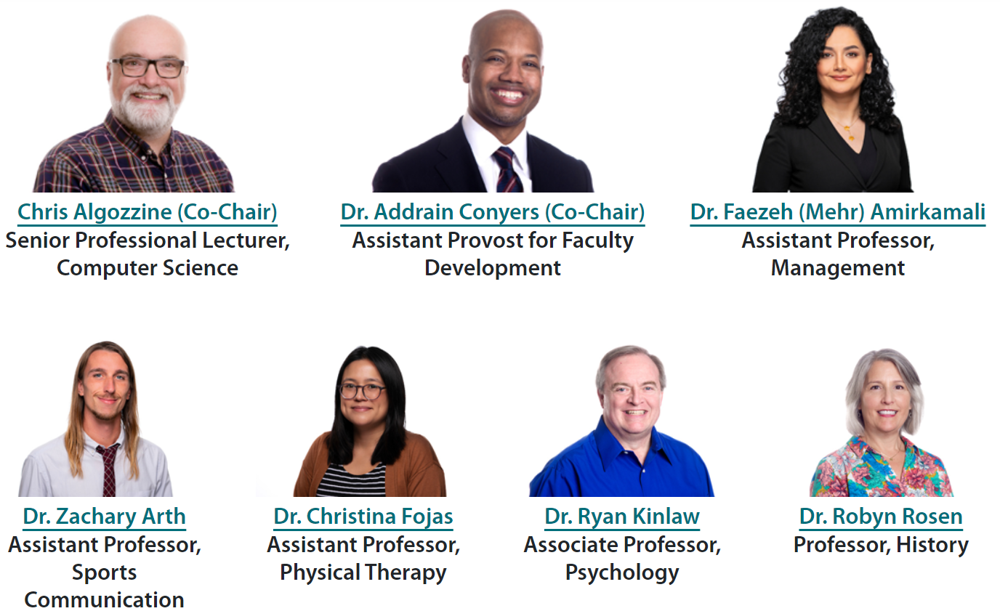 Chris Algozzine (Co-Chair)
Senior Professional Lecturer,
Computer Science
Dr. Addrain Conyers (Co-Chair)
Assistant Provost for Faculty
Development
Dr. Faezeh (Mehr) Amirkamali
Assistant Professor,
Management
Dr. Zachary Arth
Assistant Professor,
Sports
Communication
Dr. Christina Fojas
Assistant Professor,
Physical Therapy
Dr. Ryan Kinlaw
Associate Professor,
Psychology
Dr. Robyn Rosen
Professor, History